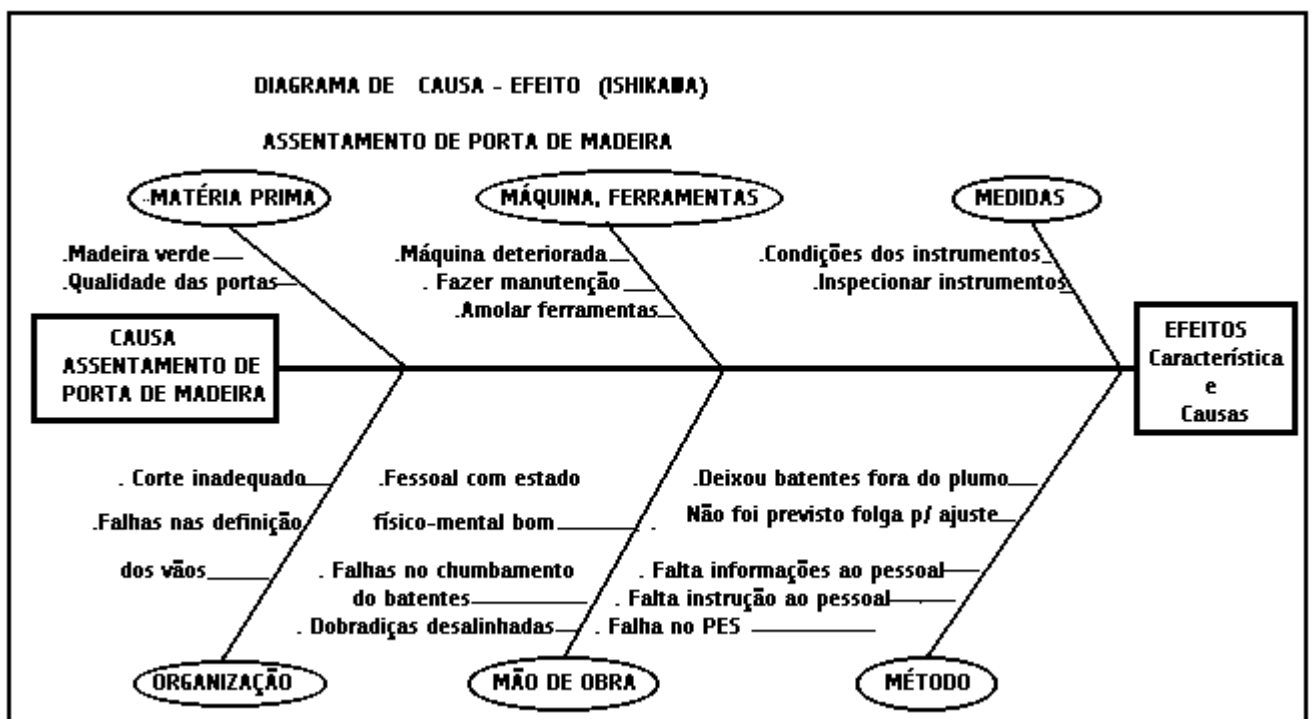 DIAGRAMA DE CAUSA - EFEITO (ISHIKAWA)
ASSENTAMENTO DE PORTA DE MADEIRA
MATÉRIA PRIMA
MÁQUINA, FERRAMENTAS
MEDIDAS
.Madeira verde
.Qualidade das portas
.Máquina deteriorada
. Fazer manutenção
.Amolar ferramentas
.Condições dos instrumentos
.Inspecionar instrumentos
CAUSA
ASSENTAMENTO DE
PORTA DE MADEIRA
EFEITOS
Característica
e
Causas
. Corte inadequado
.Falhas nas definição
dos vãos
.Fessoal com estado
físico-mental bom
. Falhas no chumbamento
do batentes
. Dobradiças desalinhadas
.Deixou batentes fora do plumo
Não foi previsto folga p/ ajuste
. Falta informações ao pessoal
. Falta instrução ao pessoal
. Falha no PES
ORGANIZAÇÃO
MÃO DE OBRA
MÉTODO